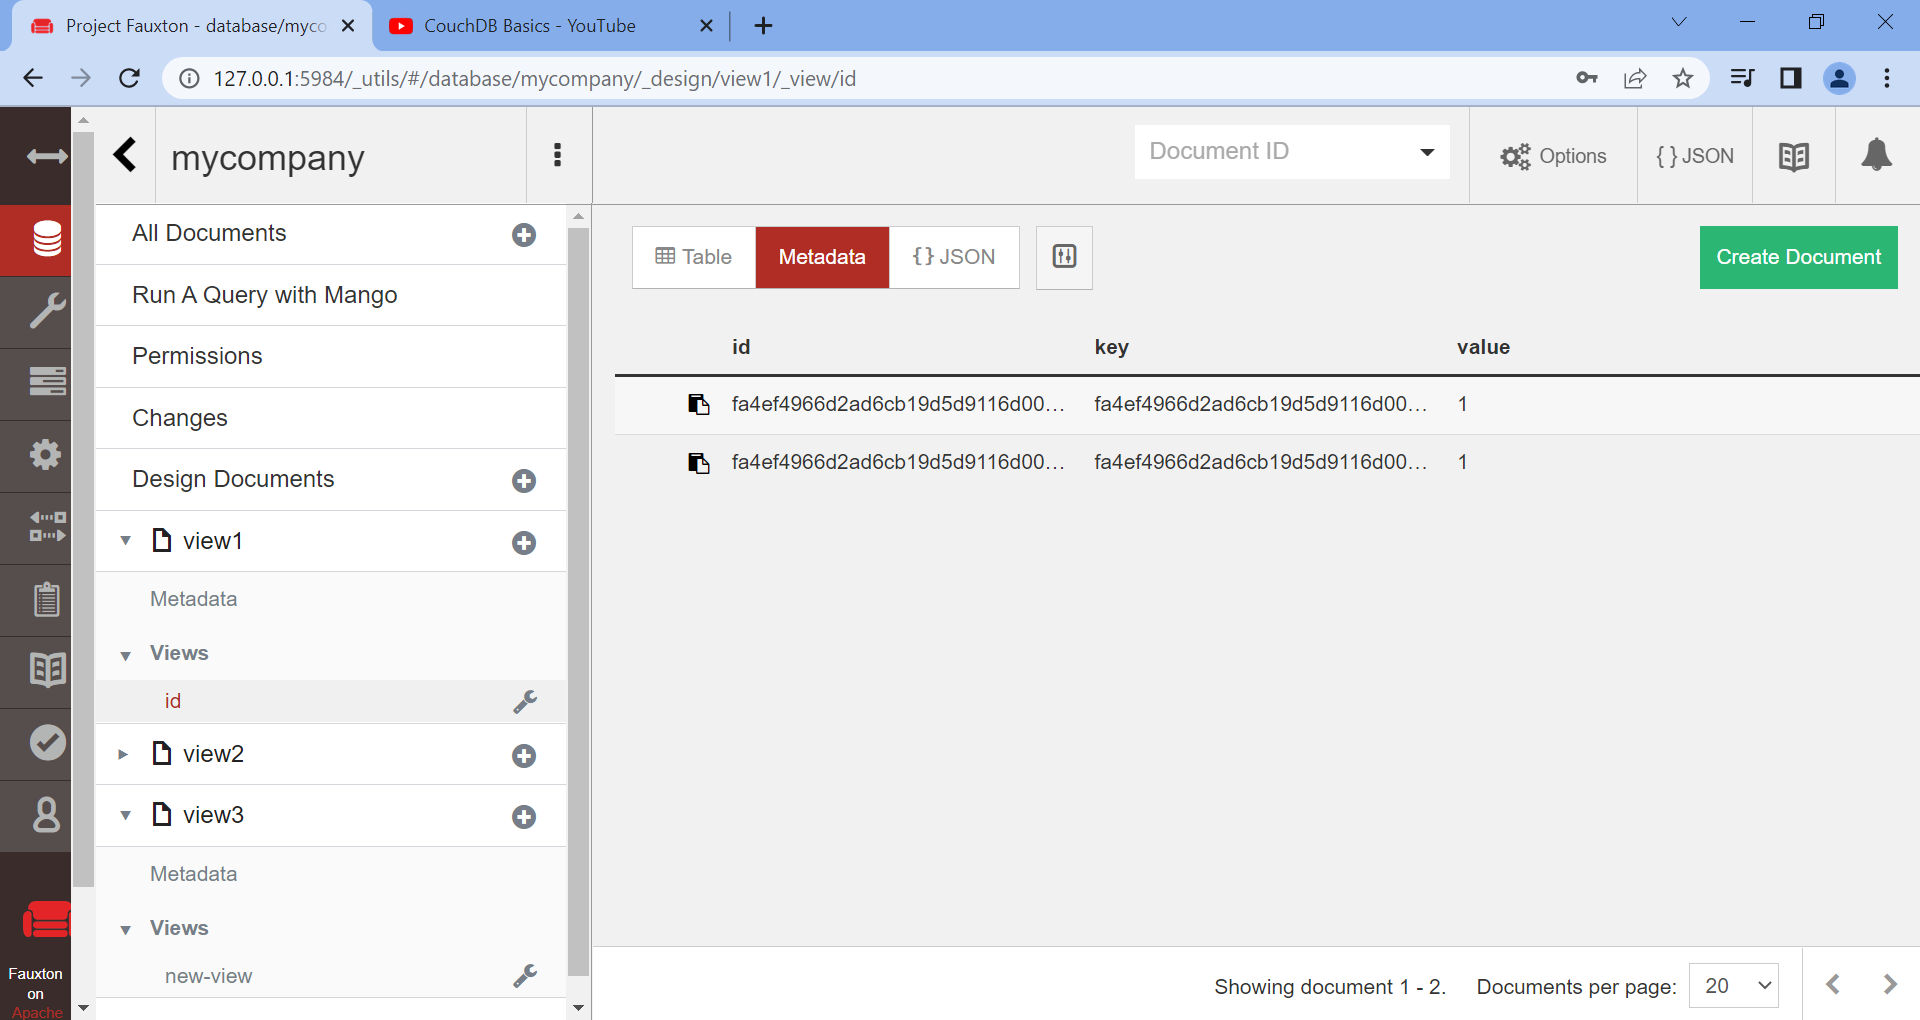 Project Fauxton - database/myco
CouchDB Basics - YouTube
127.0.0.1:5984/_utils/#/database/mycompany/_design/view1/_view/id
mycompany
Document ID
Options
{ } JSON
All Documents
Run A Query with Mango
Permissions
Changes
Design Documents
view1
Metadata
Views
id
view2
view3
Metadata
Views
new-view
Fauxton
on
Apache
Table
Metadata
{ } JSON
Create Document
id key value
fa4ef4966d2ad6cb19d5d9116d00... fa4ef4966d2ad6cb19d5d9116d00... 1
fa4ef4966d2ad6cb19d5d9116d00... fa4ef4966d2ad6cb19d5d9116d00... 1
Showing document 1 - 2. Documents per page: 20